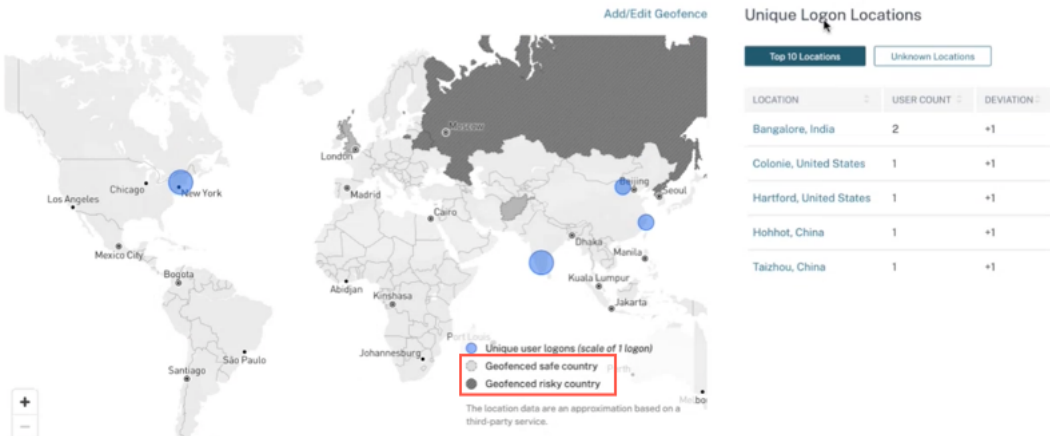 Add/Edit Geofence
Chicago
New York
Los Angeles
Mexico City
Bogota
São Paulo
Santiago
London
Moscow
Madrid
Cairo
Abidjan
Kinshasa
Johannesburg
Port Louis
Beijing
Seoul
Dhaka
Manila
Kuala Lumpur
Jakarta
Perth
Melbo
Unique user logons (scale of 1 logon)
Geofenced safe country
Geofenced risky country
The location data are an approximation based on a
third-party service.
+
−
Unique Logon Locations
Top 10 Locations Unknown Locations
LOCATION USER COUNT DEVIATION
Bangalore, India 2 +1
Colonie, United States 1 +1
Hartford, United States 1 +1
Hohhot, China 1 +1
Taizhou, China 1 +1